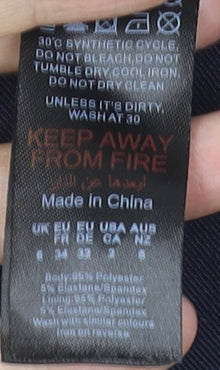 30°C SYNTHETIC CYCLE,
DO NOT BLEACH, DO NOT
TUMBLE DRY, COOL IRON,
DO NOT DRY CLEAN
UNLESS IT'S DIRTY,
WASH AT 30
KEEP AWAY
FROM FIRE
ابعدها عن النار
Made in China
UK EU EU USA AUS
FR DE CA NZ
6 34 32 2 6
Body:95% Polyester
5% Elastane/Spandex
Lining:95% Polyester
5% Elastane/Spandex
Wash with similar colours
Iron on reverse